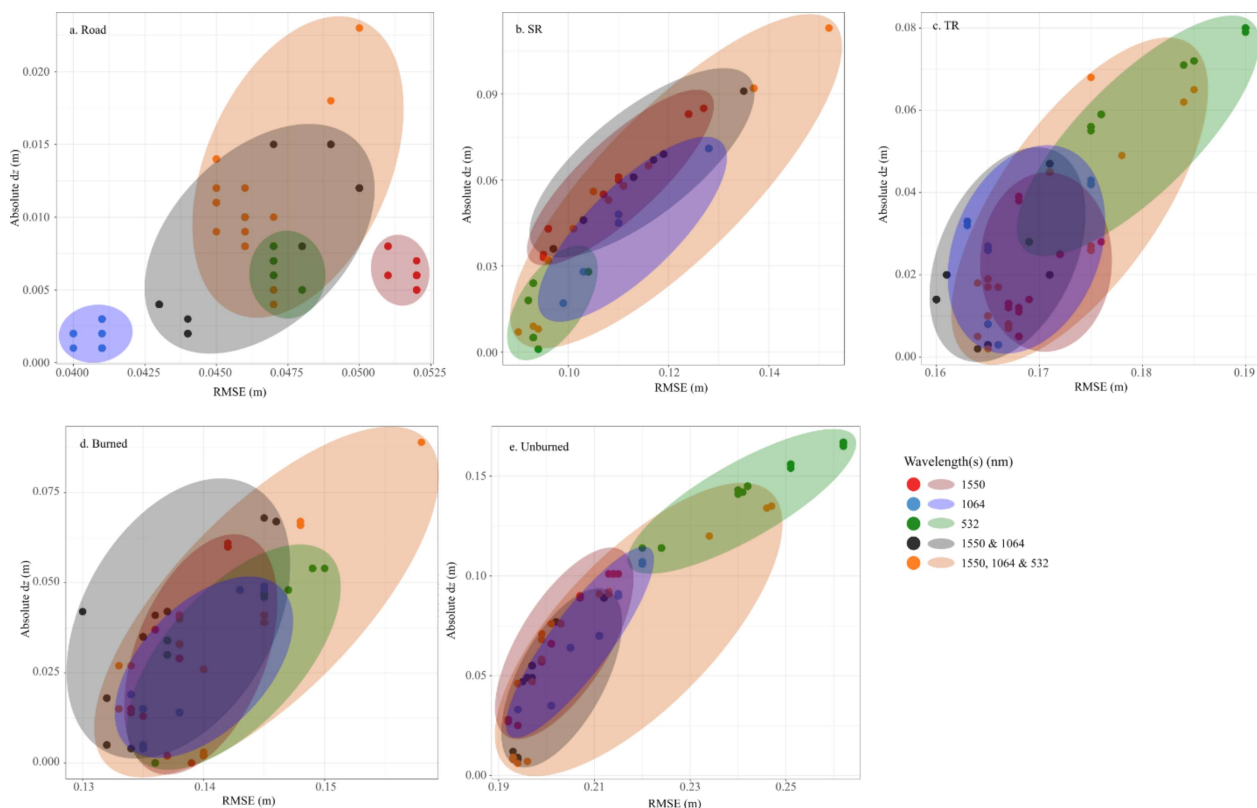 a. Road
0.020
0.015
0.010
0.005
0.000
Absolute dz (m)
0.0400
0.0425
0.0450
0.0475
0.0500
0.0525
RMSE (m)
b. SR
0.09
0.06
0.03
0.00
Absolute dz (m)
0.10
0.12
0.14
RMSE (m)
c. TR
0.08
0.06
0.04
0.02
0.00
Absolute dz (m)
0.16
0.17
0.18
0.19
RMSE (m)
d. Burned
0.075
0.050
0.025
0.000
Absolute dz (m)
0.13
0.14
0.15
RMSE (m)
e. Unburned
0.15
0.10
0.05
0.00
Absolute dz (m)
0.19
0.21
0.23
0.25
RMSE (m)
Wavelength(s) (nm)
1550
1064
532
1550 & 1064
1550, 1064 & 532